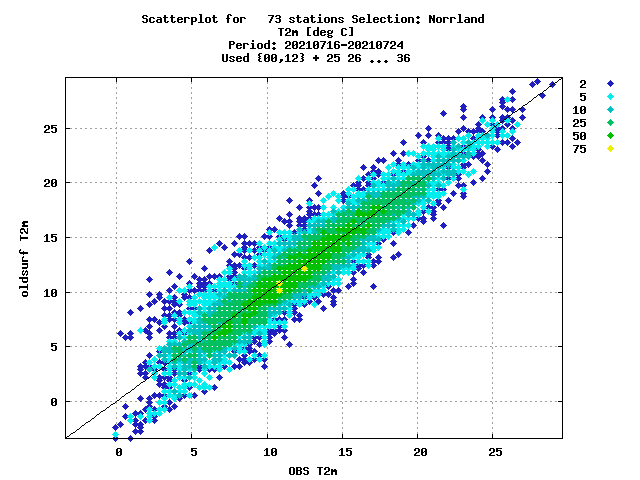 Scatterplot for   73 stations Selection: Norrland
T2m [deg C]
Period: 20210716-20210724
Used {00,12} + 25 26 ... 36
2
5
10
25
50
75
25
20
15
10
5
0
oldsurf T2m
0 5 10 15 20 25
OBS T2m